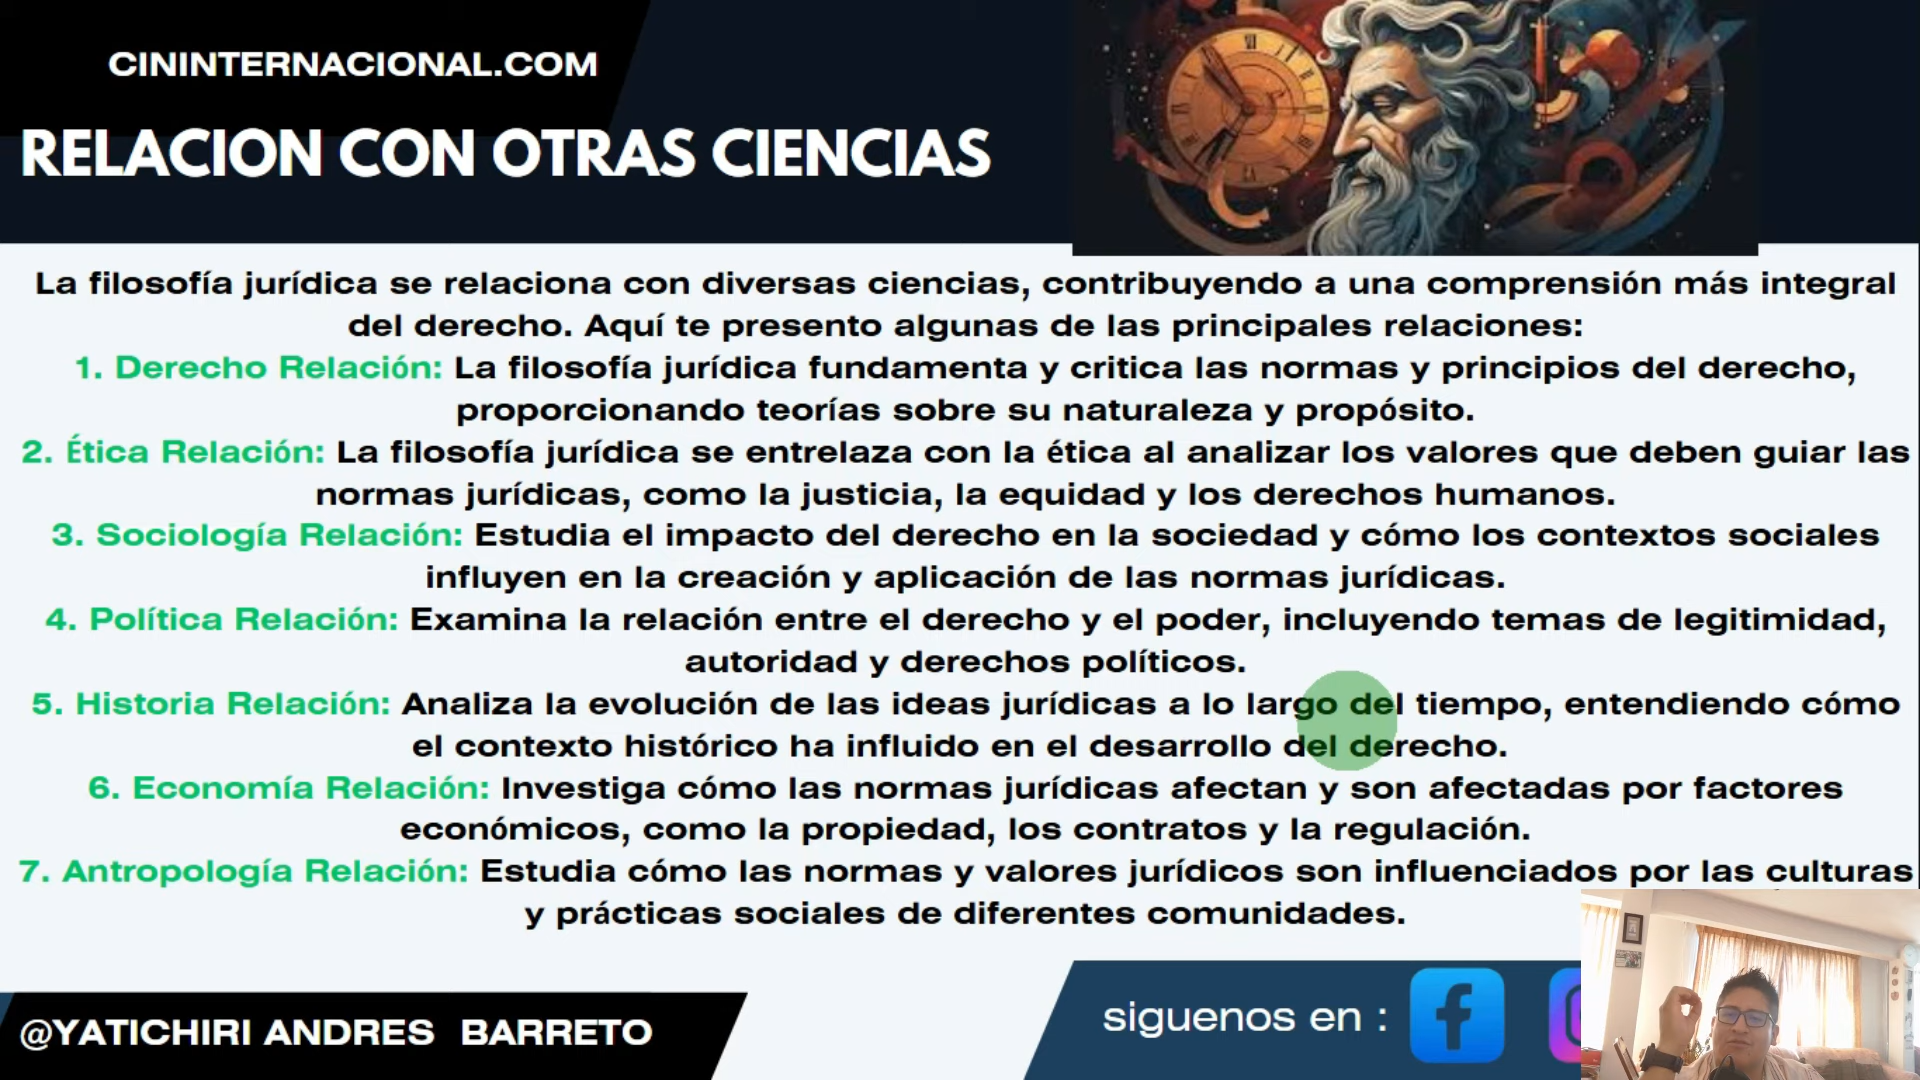 CININTERNACIONAL.COM
RELACION CON OTRAS CIENCIAS
La filosofía jurídica se relaciona con diversas ciencias, contribuyendo a una comprensión más integral
del derecho. Aquí te presento algunas de las principales relaciones:
1. Derecho Relación: La filosofía jurídica fundamenta y critica las normas y principios del derecho,
proporcionando teorías sobre su naturaleza y propósito.
2. Ética Relación: La filosofía jurídica se entrelaza con la ética al analizar los valores que deben guiar las
normas jurídicas, como la justicia, la equidad y los derechos humanos.
3. Sociología Relación: Estudia el impacto del derecho en la sociedad y cómo los contextos sociales
influyen en la creación y aplicación de las normas jurídicas.
4. Política Relación: Examina la relación entre el derecho y el poder, incluyendo temas de legitimidad,
autoridad y derechos políticos.
5. Historia Relación: Analiza la evolución de las ideas jurídicas a lo largo del tiempo, entendiendo cómo
el contexto histórico ha influido en el desarrollo del derecho.
6. Economía Relación: Investiga cómo las normas jurídicas afectan y son afectadas por factores
económicos, como la propiedad, los contratos y la regulación.
7. Antropología Relación: Estudia cómo las normas y valores jurídicos son influenciados por las culturas
y prácticas sociales de diferentes comunidades.
siguenos en :
@YATICHIRI ANDRES BARRETO